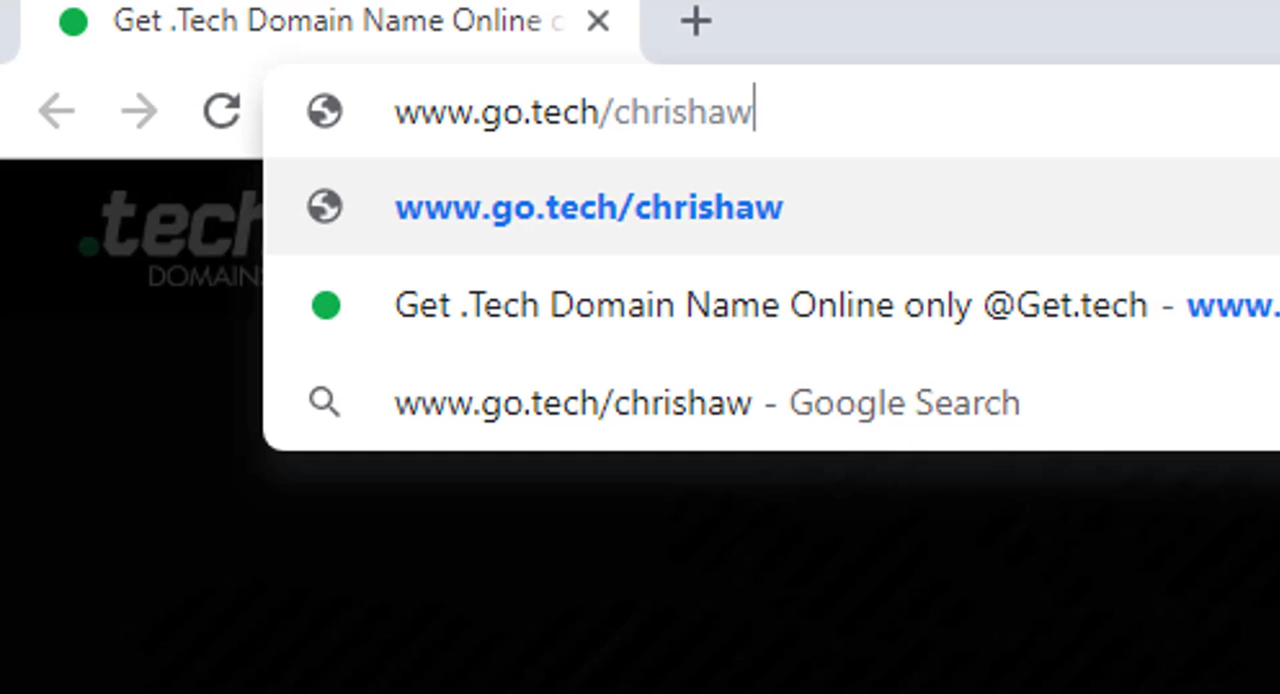 Get .Tech Domain Name Online
www.go.tech/chrishaw
www.go.tech/chrishaw
.tech
DOMAINS
Get .Tech Domain Name Online only @Get.tech - www.
www.go.tech/chrishaw - Google Search